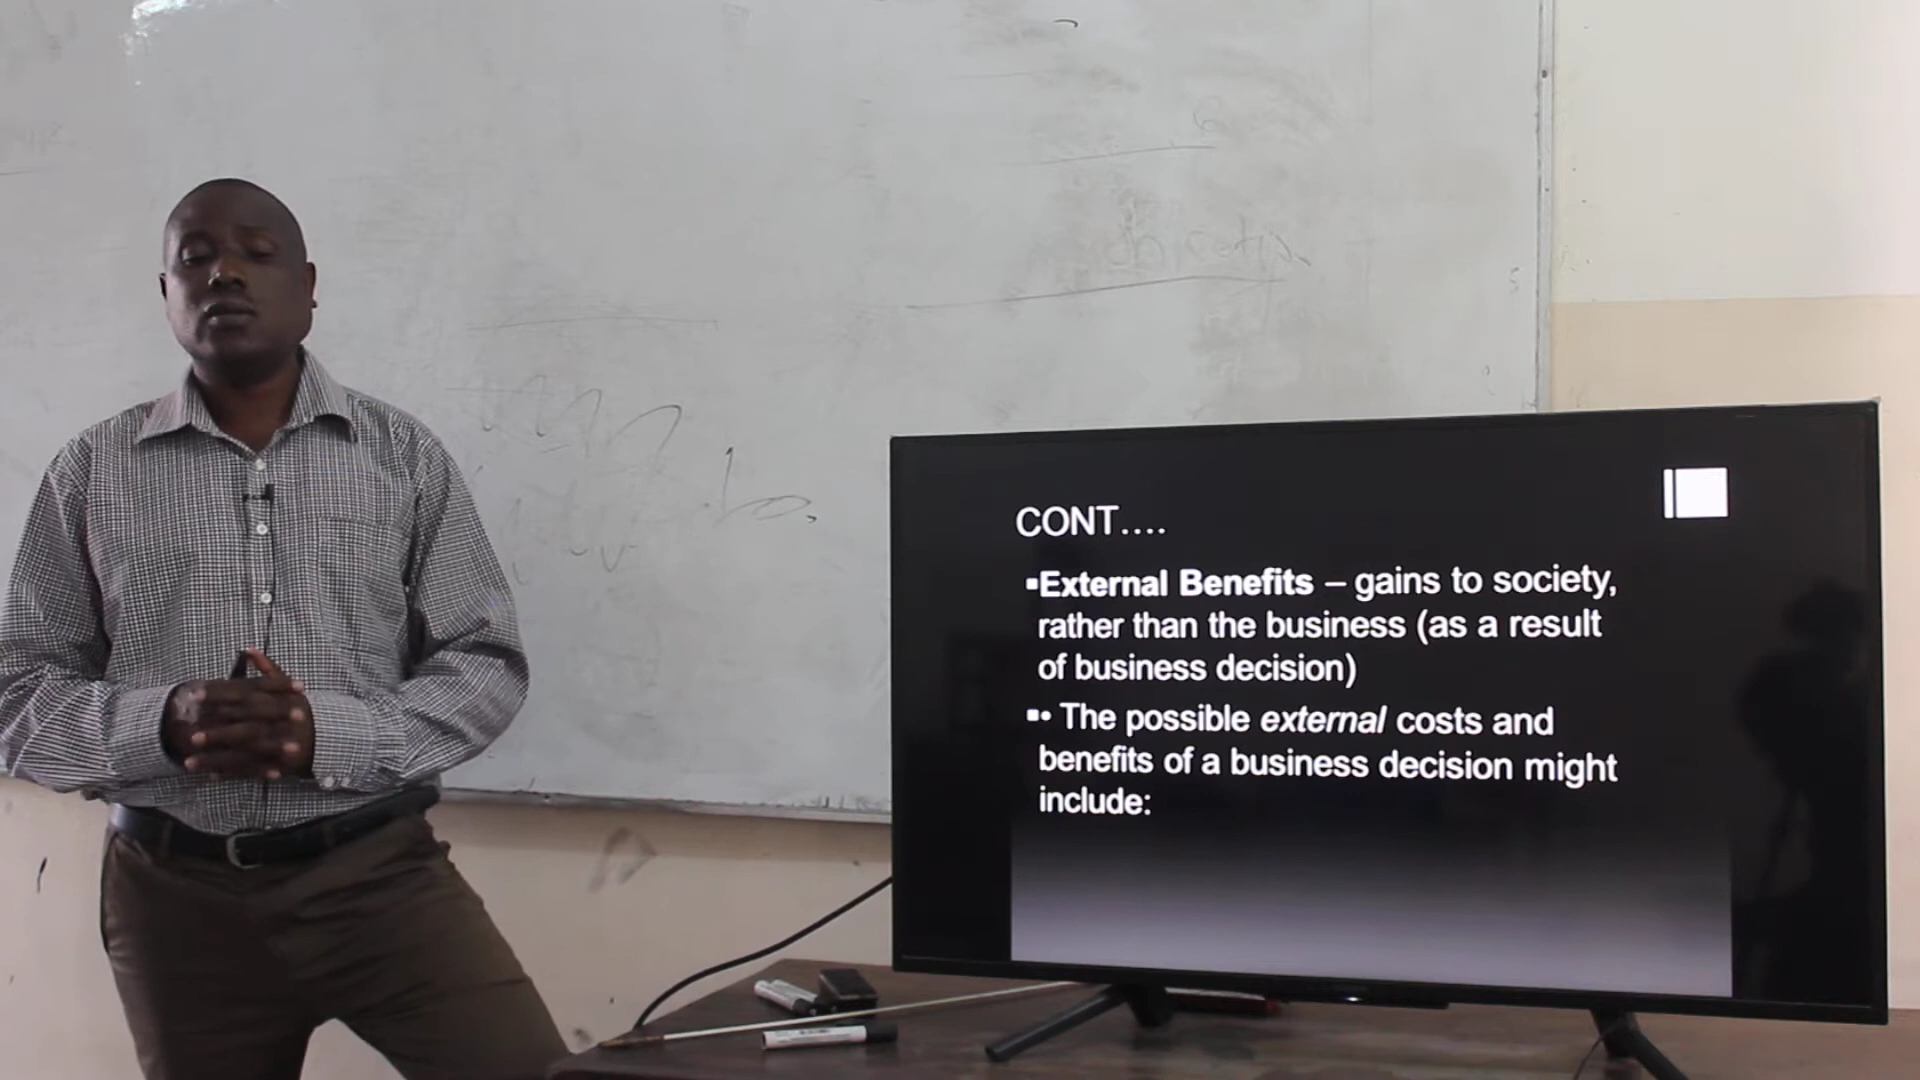 CONT....
▪External Benefits – gains to society,
rather than the business (as a result
of business decision)
▪• The possible external costs and
benefits of a business decision might
include: